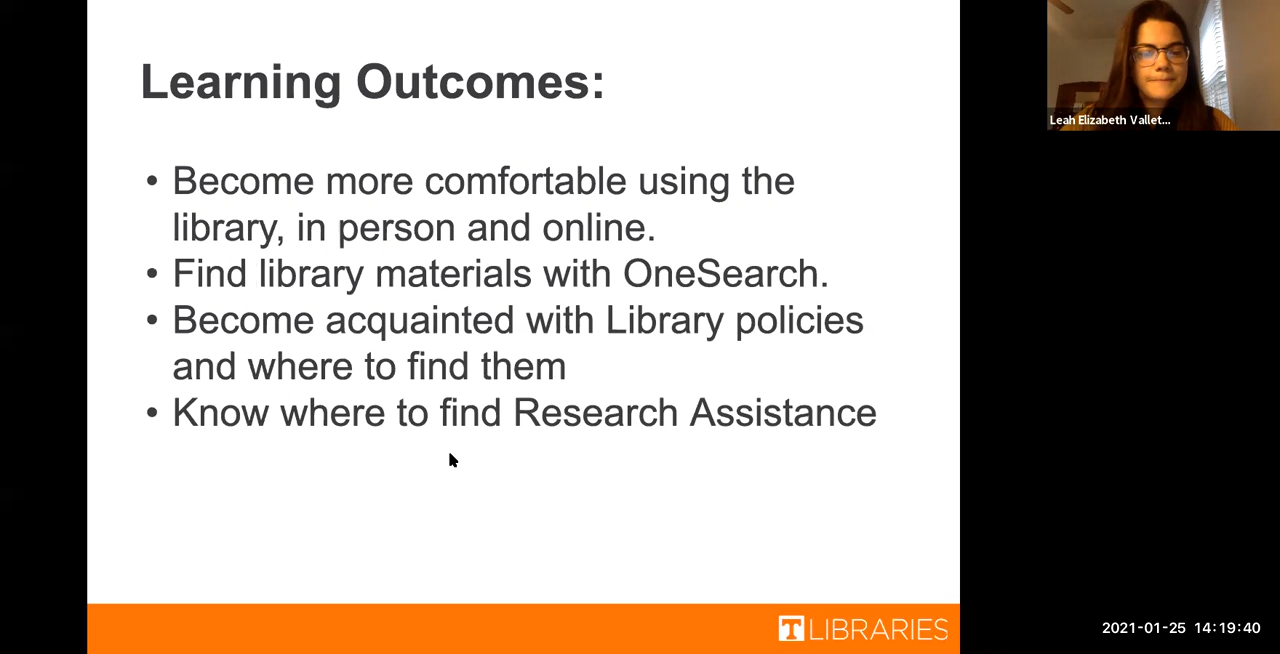 Learning Outcomes:
• Become more comfortable using the
library, in person and online.
• Find library materials with OneSearch.
• Become acquainted with Library policies
and where to find them
• Know where to find Research Assistance
T LIBRARIES
Leah Elizabeth Vallet...
2021-01-25 14:19:40